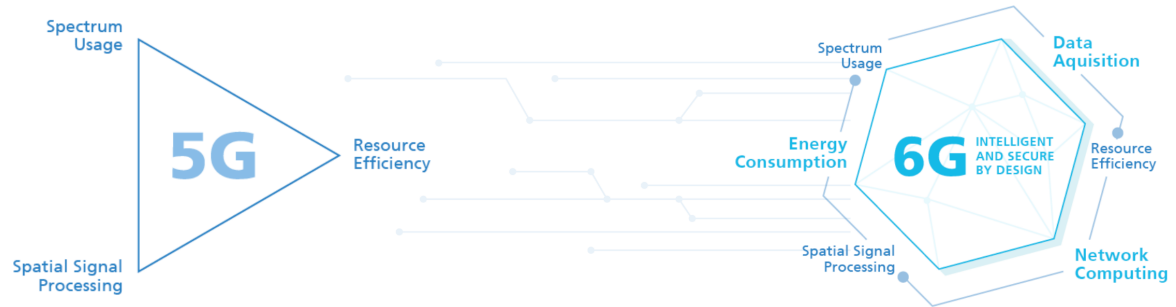 Spectrum
Usage
5G
Resource
Efficiency
Spatial Signal
Processing
Spectrum
Usage
Data
Aquisition
Energy
Consumption
6G
INTELLIGENT
AND SECURE
BY DESIGN
Resource
Efficiency
Spatial Signal
Processing
Network
Computing